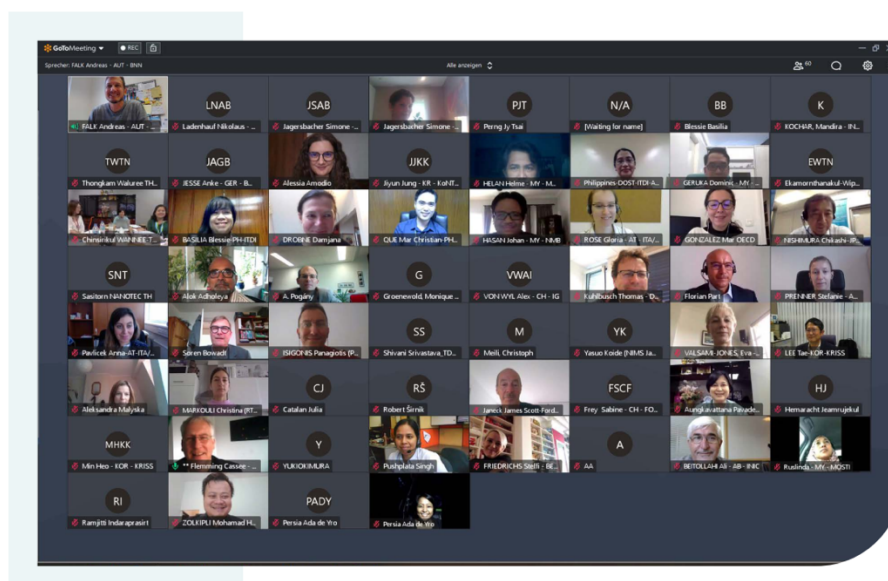 GoToMeeting REC
Sprecher: FALK Andreas - AUT - BNN Alle anzeigen 60
LNAB JSAB PJT N/A BB K
FALK Andreas - AUT - ... Ladenhauf Nikolaus - ... Jagersbacher Simone - ... Jagersbacher Simone - ... Perng Jy Tsai [Waiting for name] Blessie Basilia KOCHAR, Mandira - IN...
TWTN JAGB JJKK EWTN
Thongkam Waluree TH... JESSE Anke - GER - B... Alessia Amodio Jiyun Jung - KR - KoNT... HELAN Helme - MY - M... Philippines-DOST-ITDI-A... GERUKA Dominic - MY - ... Ekamornthanakul-Wip...
Chinsirikul WANNEE-T... BASILIA Blessie-PH-ITDI DROBNE Damjana QUE Mar Christian-PH... HASAN Johan - MY - NMB ROSE Gloria - AT - ITA/... GONZALEZ Mar OECD NISHIMURA Chikashi-JP...
SNT G VWAI
Sasitorn NANOTEC TH Alok Adholeya A. Pogány Groenewold, Monique ... VON WYL Alex - CH - IG Kuhlbusch Thomas - D... Florian Part PRENNER Stefanie - A...
SS M YK
Pavlicek Anna-AT-ITA/... Søren Bowadt ISIGONIS Panagiotis (P... Shivani Srivastava_TD... Meili, Christoph Yasuo Koide [NIMS Ja... VALSAMI-JONES, Eva -... LEE Tae-KOR-KRISS
CJ RŠ FSCF HJ
Aleksandra Malyska MARKOULI Christina (RT... Catalan Julia Robert Širnik Janeck James Scott-Ford... Frey Sabine - CH - FO... Aungkavattana Pavade... Hemaracht Jeamrujekul
MHKK Y A
Min Heo - KOR - KRISS ** Flemming Cassee - ... YUKIOKIMURA Pushplata Singh FRIEDRICHS Steffi - BE... AA BEITOLLAHI Ali - AB - INIC Ruslinda - MY - MOSTI
RI PADY
Ramjitti Indaraprasirt ZOLKIPLI Mohamad H... Persia Ada de Yro Persia Ada de Yro